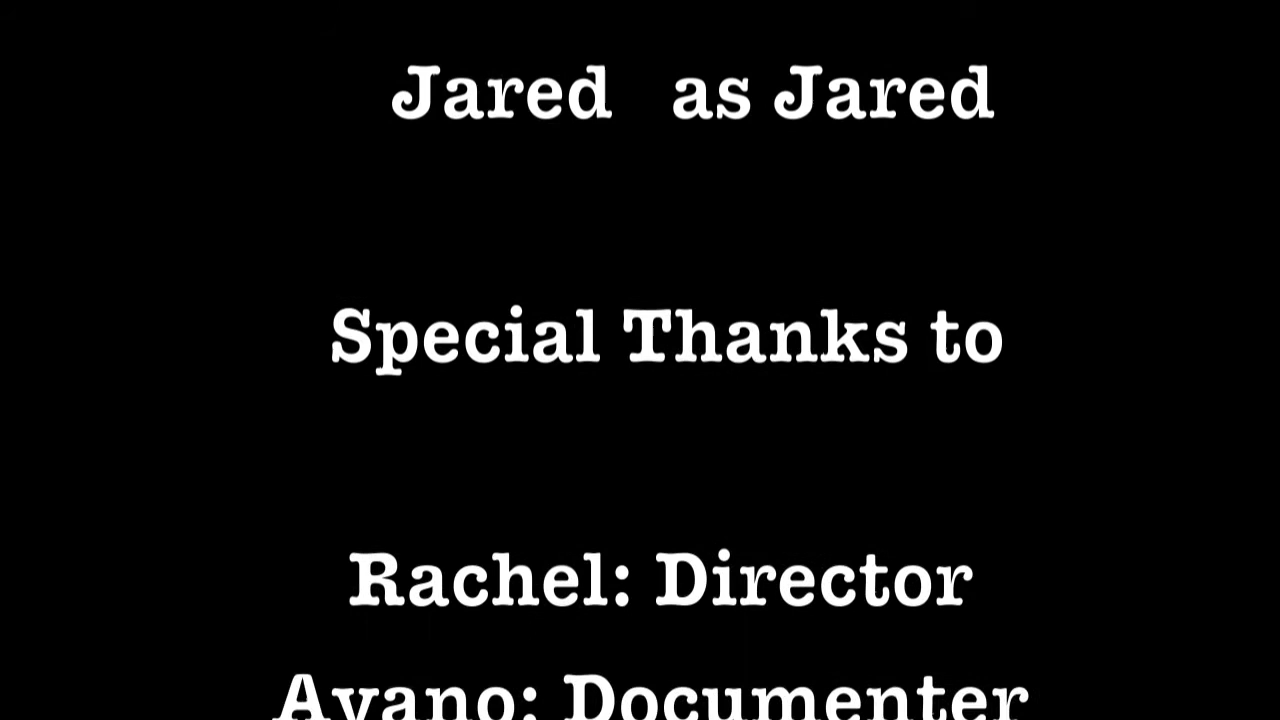 Jared as Jared
Special Thanks to
Rachel: Director
Ayano: Documenter